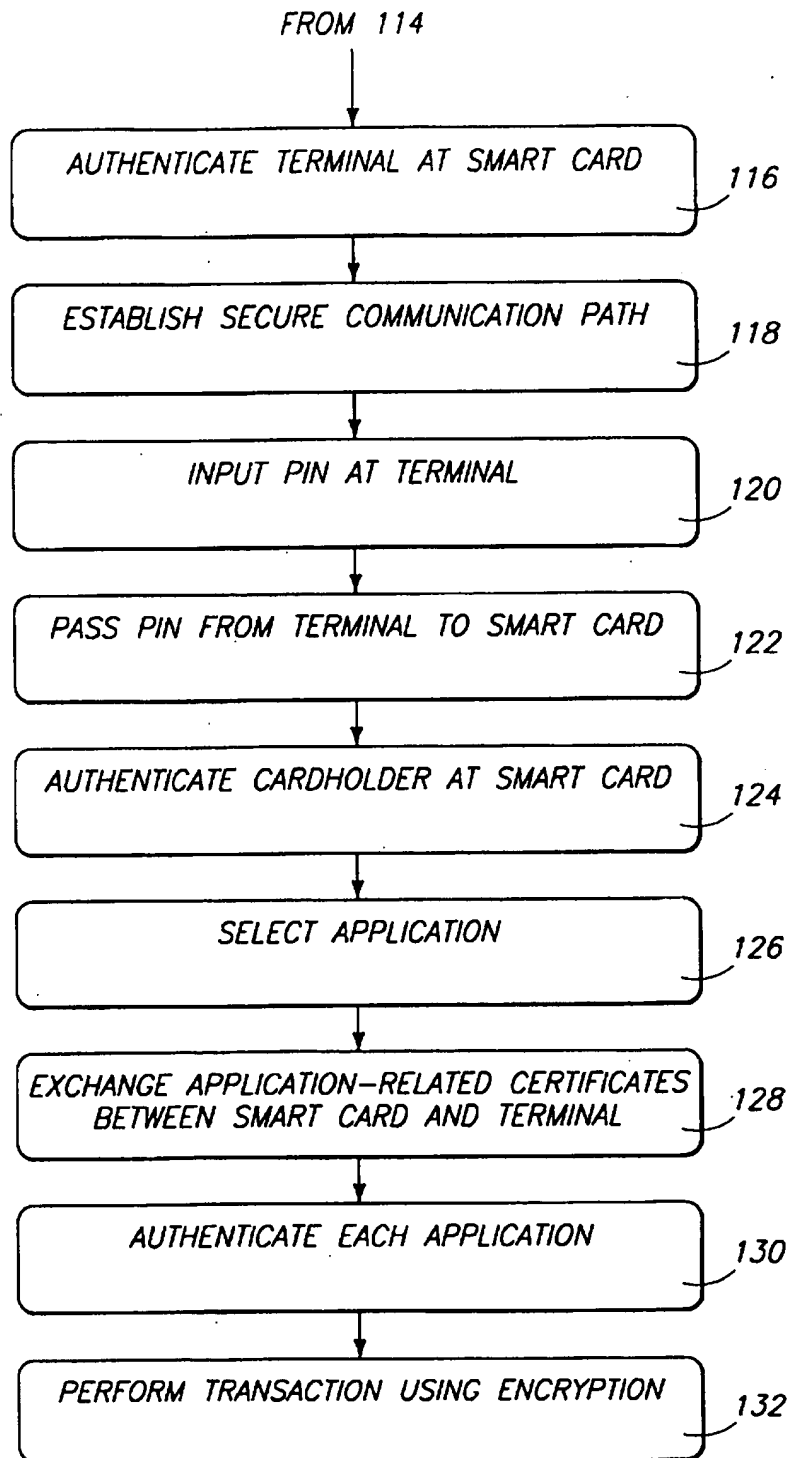 FROM 114
AUTHENTICATE TERMINAL AT SMART CARD
116
ESTABLISH SECURE COMMUNICATION PATH
118
INPUT PIN AT TERMINAL
120
PASS PIN FROM TERMINAL TO SMART CARD
122
AUTHENTICATE CARDHOLDER AT SMART CARD
124
SELECT APPLICATION
126
EXCHANGE APPLICATION-RELATED CERTIFICATES
BETWEEN SMART CARD AND TERMINAL
128
AUTHENTICATE EACH APPLICATION
130
PERFORM TRANSACTION USING ENCRYPTION
132